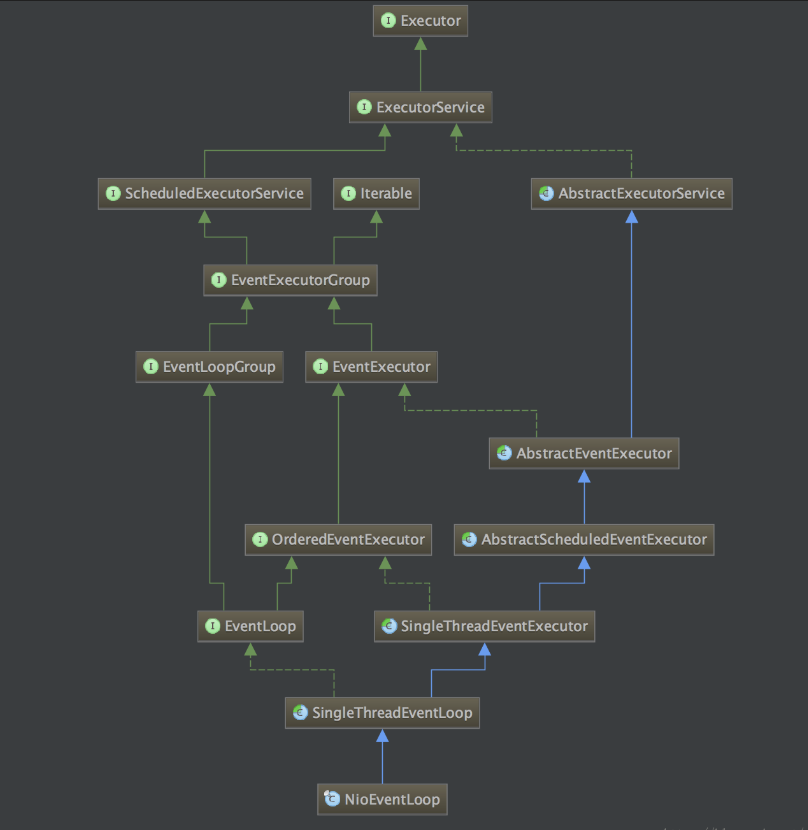 Executor
ExecutorService
ScheduledExecutorService
Iterable
AbstractExecutorService
EventExecutorGroup
EventLoopGroup
EventExecutor
AbstractEventExecutor
OrderedEventExecutor
AbstractScheduledEventExecutor
EventLoop
SingleThreadEventExecutor
SingleThreadEventLoop
NioEventLoop